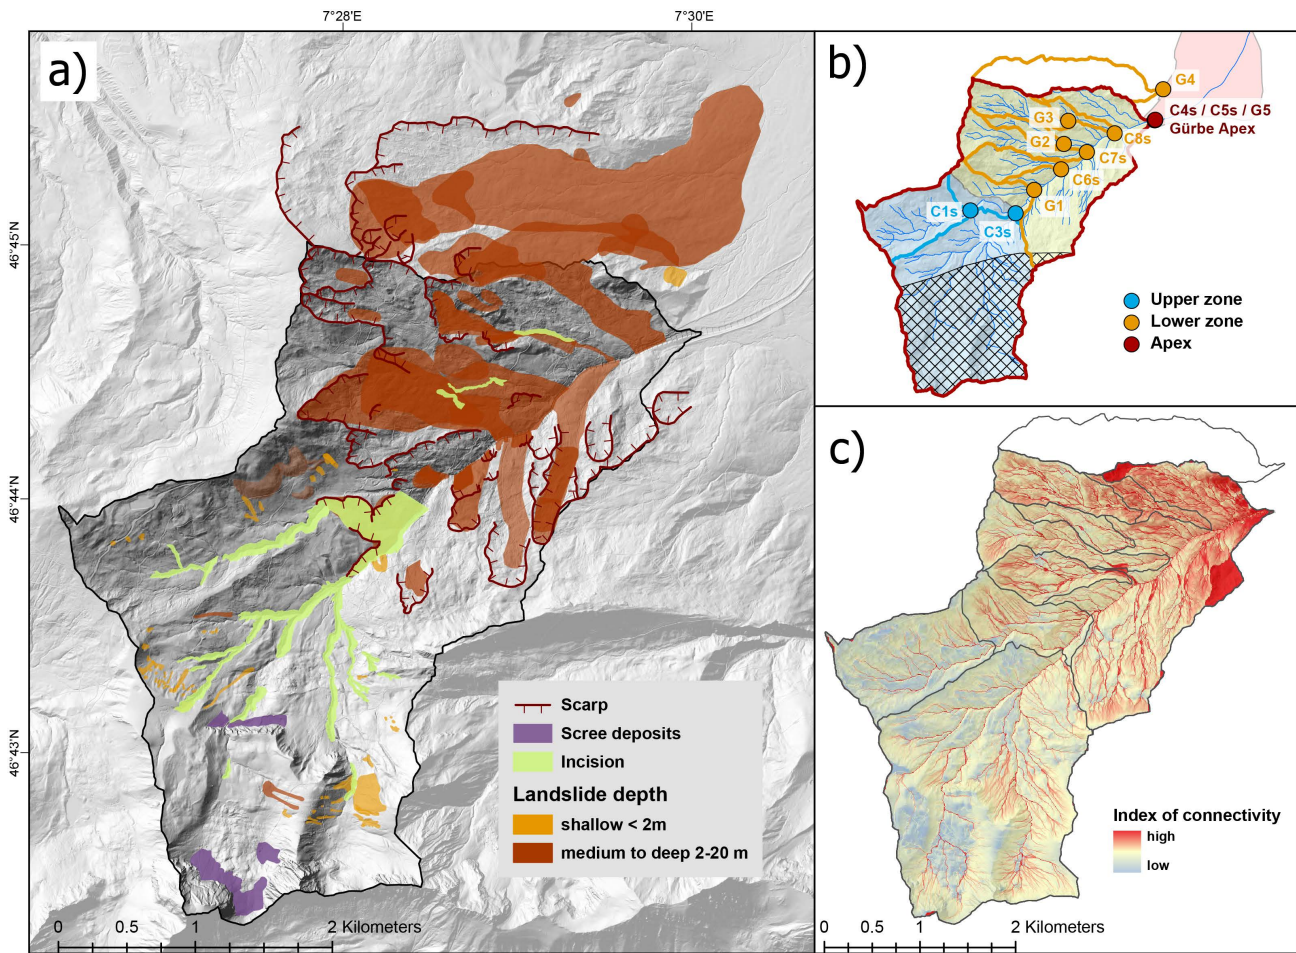 7°28'E
7°30'E
46°45'N
46°44'N
46°43'N
a)
Scarp
Scree deposits
Incision
Landslide depth
shallow < 2m
medium to deep 2-20 m
0 0.5 1 2 Kilometers
b)
G4
C4s / C5s / G5
Gürbe Apex
G3
C8s
G2
C7s
C6s
G1
C1s
C3s
Upper zone
Lower zone
Apex
c)
Index of connectivity
high
low
0 0.5 1 2 Kilometers